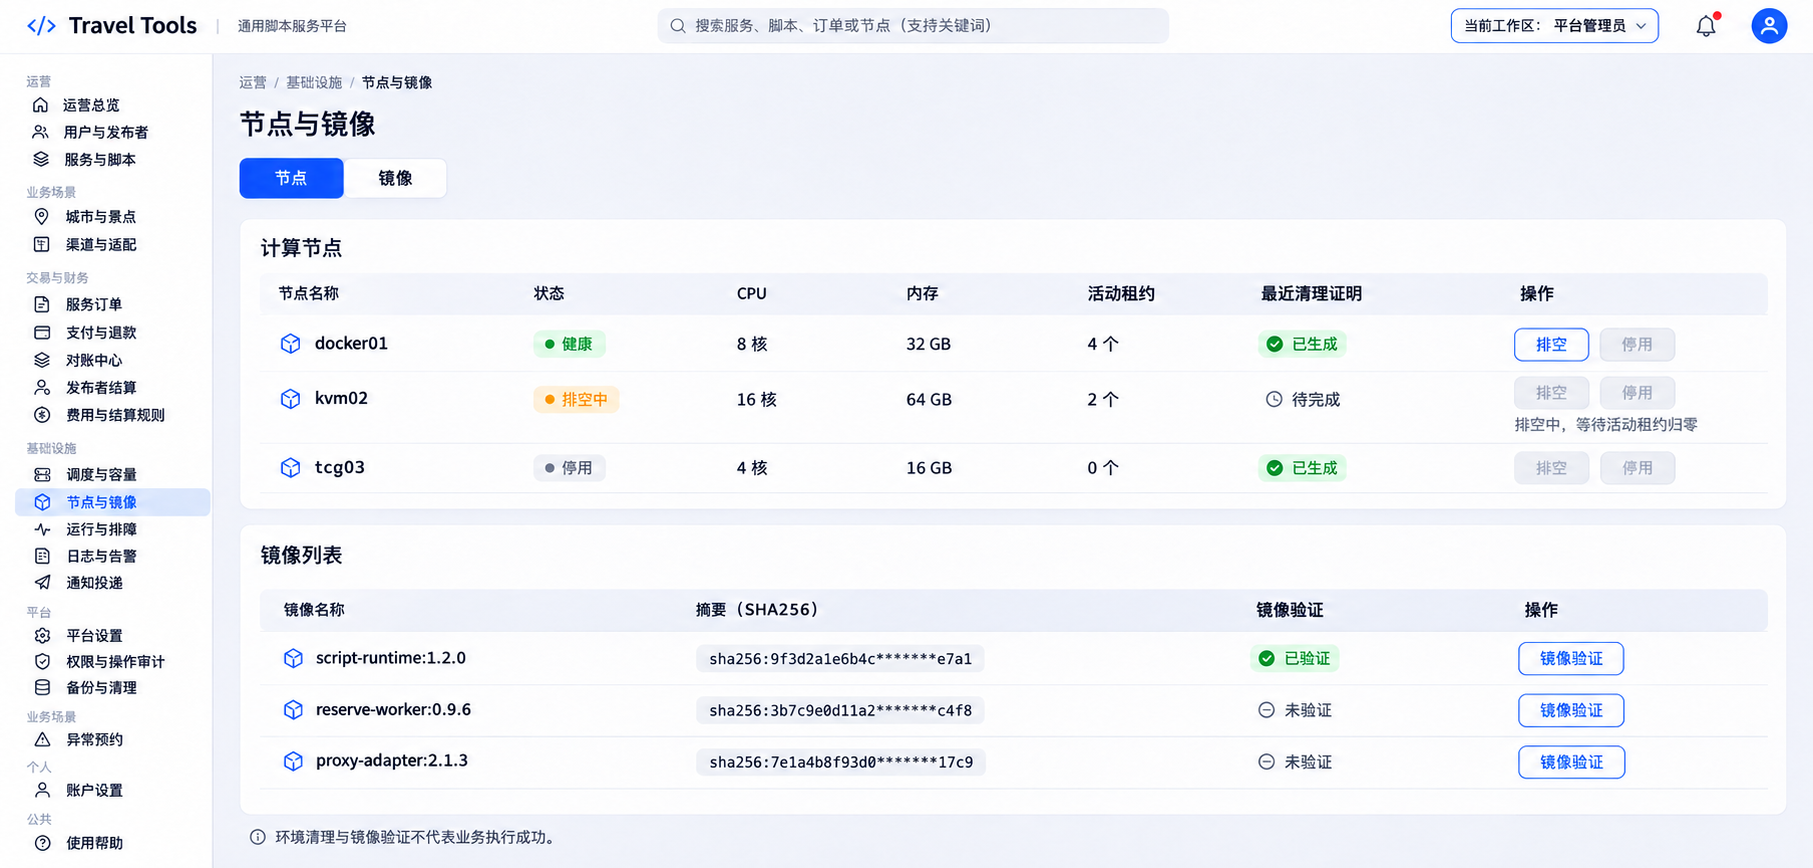 </> Travel Tools | 通用脚本服务平台
搜索服务、脚本、订单或节点（支持关键词）
当前工作区： 平台管理员
运营
运营总览
用户与发布者
服务与脚本
业务场景
城市与景点
渠道与适配
交易与财务
服务订单
支付与退款
对账中心
发布者结算
费用与结算规则
基础设施
调度与容量
节点与镜像
运行与排障
日志与告警
通知投递
平台
平台设置
权限与操作审计
备份与清理
业务场景
异常预约
个人
账户设置
公共
使用帮助
运营 / 基础设施 / 节点与镜像
节点与镜像
节点 镜像
计算节点
节点名称 状态 CPU 内存 活动租约 最近清理证明 操作
docker01 健康 8 核 32 GB 4 个 已生成 排空 停用
kvm02 排空中 16 核 64 GB 2 个 待完成 排空 停用
排空中，等待活动租约归零
tcg03 停用 4 核 16 GB 0 个 已生成 排空 停用
镜像列表
镜像名称 摘要（SHA256） 镜像验证 操作
script-runtime:1.2.0 sha256:9f3d2a1e6b4c*******e7a1 已验证 镜像验证
reserve-worker:0.9.6 sha256:3b7c9e0d11a2*******c4f8 未验证 镜像验证
proxy-adapter:2.1.3 sha256:7e1a4b8f93d0*******17c9 未验证 镜像验证
环境清理与镜像验证不代表业务执行成功。